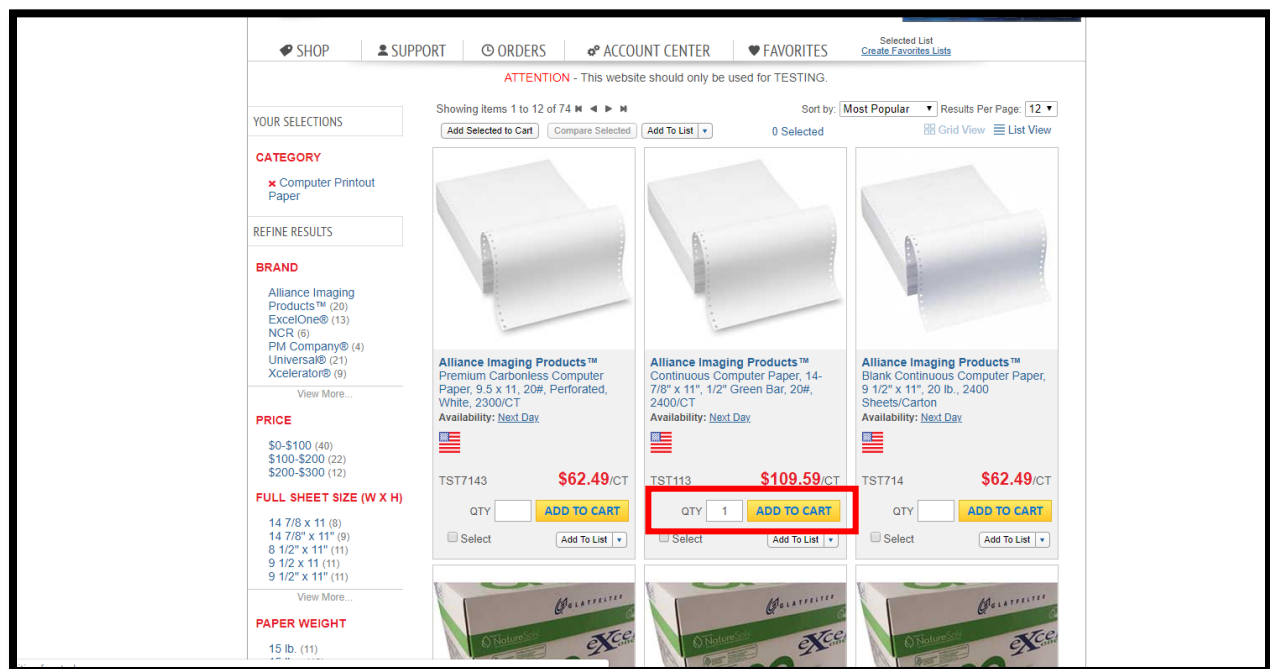 SHOP SUPPORT ORDERS ACCOUNT CENTER FAVORITES
Selected List
Create Favorites Lists
ATTENTION - This website should only be used for TESTING.
YOUR SELECTIONS
CATEGORY
Computer Printout
Paper
REFINE RESULTS
BRAND
Alliance Imaging
Products™ (20)
ExcelOne® (13)
NCR (6)
PM Company® (4)
Universal® (21)
Xcelerator® (9)
View More...
PRICE
$0-$100 (40)
$100-$200 (22)
$200-$300 (12)
FULL SHEET SIZE (W X H)
14 7/8 x 11 (8)
14 7/8" x 11" (9)
8 1/2" x 11" (11)
9 1/2 x 11 (11)
9 1/2" x 11" (11)
View More...
PAPER WEIGHT
15 lb. (11)
Showing items 1 to 12 of 74
Sort by: Most Popular Results Per Page: 12
Add Selected to Cart Compare Selected Add To List 0 Selected Grid View List View
Alliance Imaging Products™
Premium Carbonless Computer
Paper, 9.5 x 11, 20#, Perforated,
White, 2300/CT
Availability: Next Day
TST7143 $62.49/CT
QTY ADD TO CART
Select Add To List
Alliance Imaging Products™
Continuous Computer Paper, 14-
7/8" x 11", 1/2" Green Bar, 20#,
2400/CT
Availability: Next Day
TST113 $109.59/CT
QTY 1 ADD TO CART
Select Add To List
Alliance Imaging Products™
Blank Continuous Computer Paper,
9 1/2" x 11", 20 lb., 2400
Sheets/Carton
Availability: Next Day
TST714 $62.49/CT
QTY ADD TO CART
Select Add To List
GLATFELTER
GLATFELTER
GLATFELTER